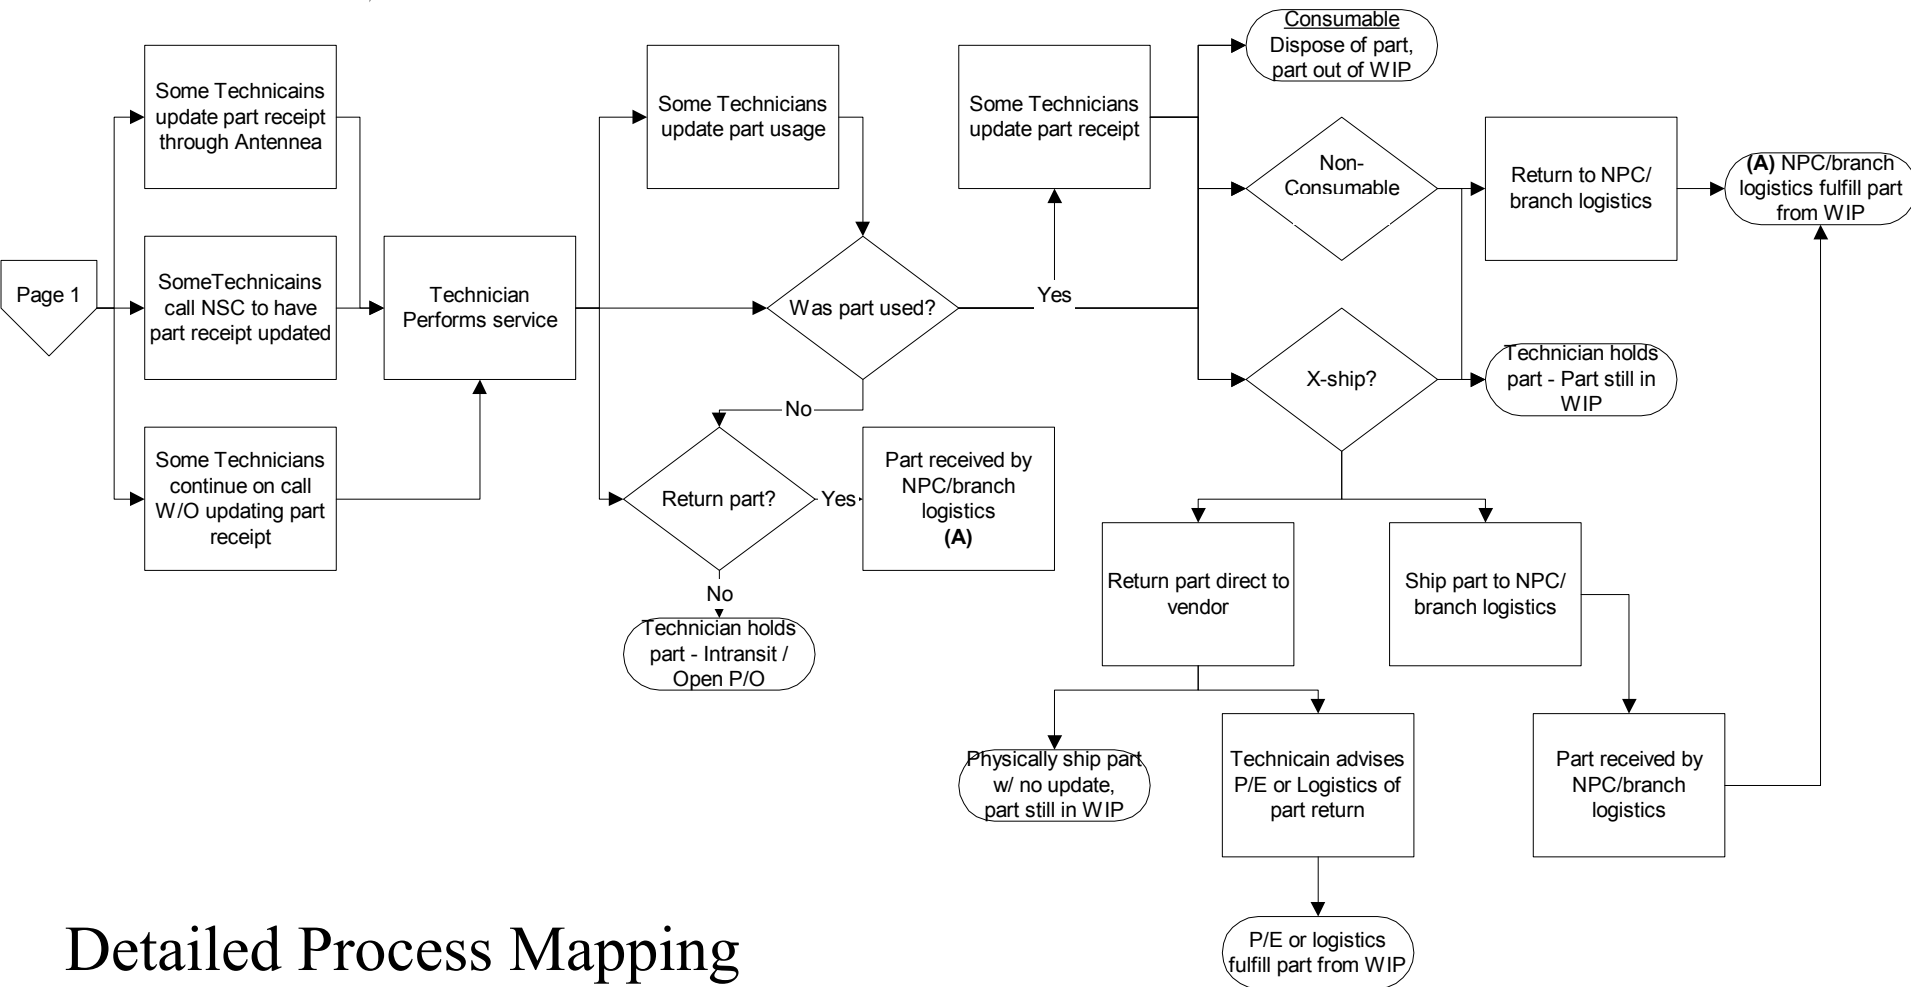 Page 1
Some Technicains
update part receipt
through Antennea
SomeTechnicains
call NSC to have
part receipt updated
Some Technicians
continue on call
W/O updating part
receipt
Technician
Performs service
Some Technicians
update part usage
Was part used?
No
Return part?
Yes
Part received by
NPC/branch
logistics
(A)
No
Technician holds
part - Intransit /
Open P/O
Yes
Some Technicians
update part receipt
Consumable
Dispose of part,
part out of WIP
Non-
Consumable
Return to NPC/
branch logistics
(A) NPC/branch
logistics fulfill part
from WIP
X-ship?
Technician holds
part - Part still in
WIP
Return part direct to
vendor
Ship part to NPC/
branch logistics
Physically ship part
w/ no update,
part still in WIP
Technicain advises
P/E or Logistics of
part return
Part received by
NPC/branch
logistics
P/E or logistics
fulfill part from WIP
Detailed Process Mapping